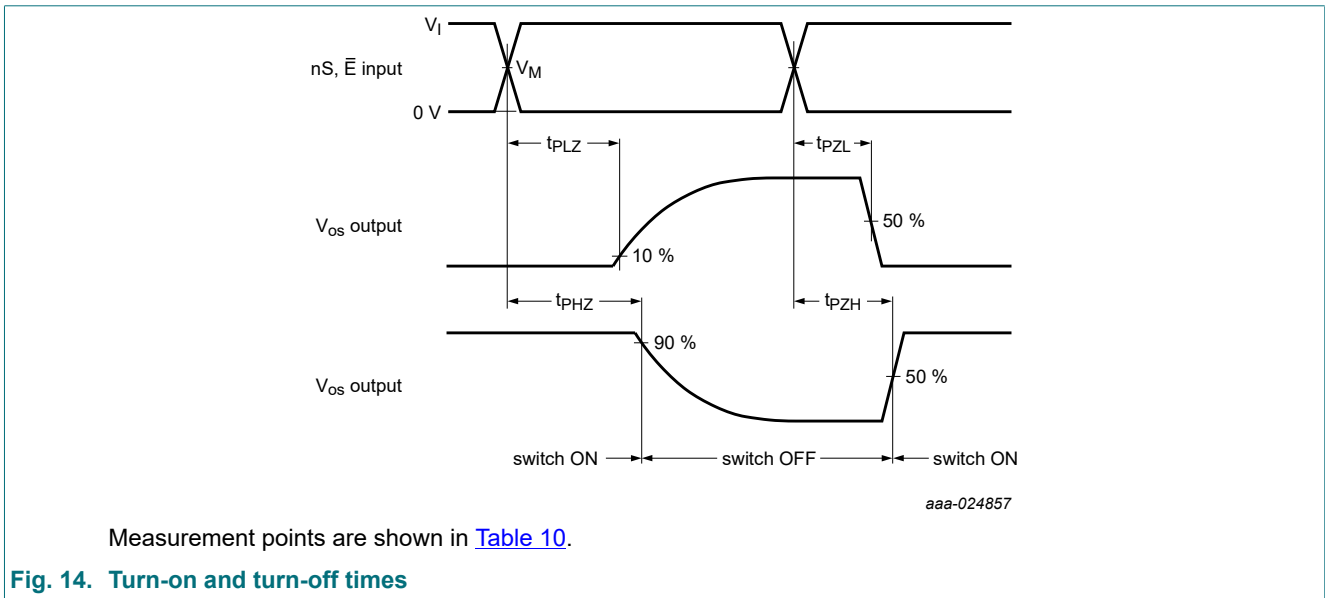 V_I
nS, Ē input
V_M
0 V
t_PLZ
t_PZL
V_os output
50 %
10 %
t_PHZ
t_PZH
90 %
V_os output
50 %
switch ON
switch OFF
switch ON
aaa-024857
Measurement points are shown in Table 10.
Fig. 14. Turn-on and turn-off times